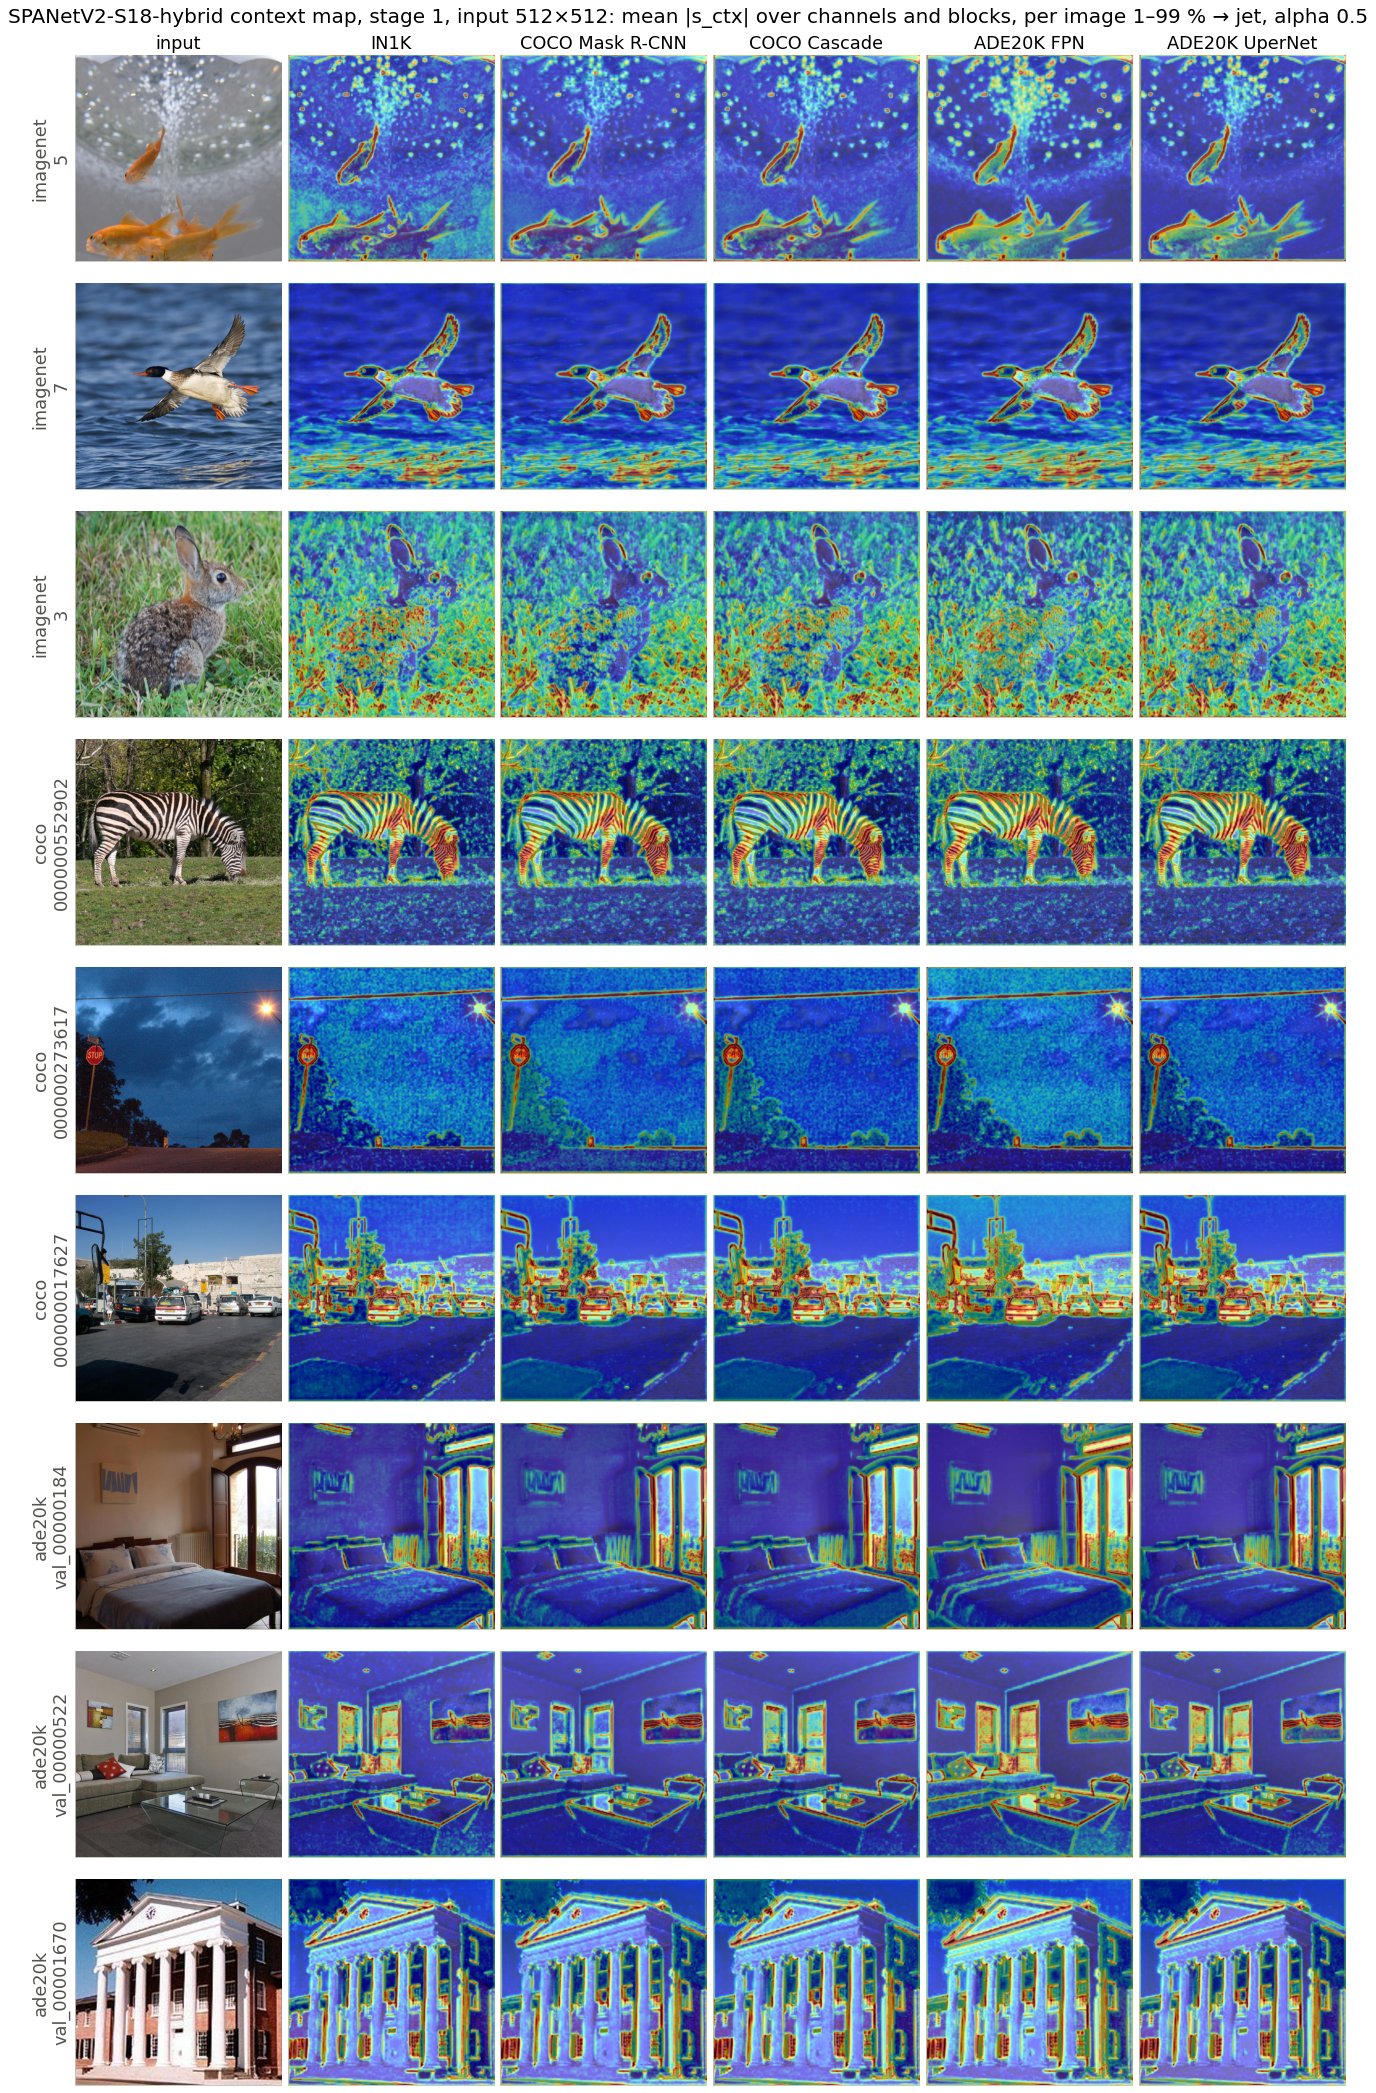 SPANetV2-S18-hybrid context map, stage 1, input 512×512: mean |s_ctx| over channels and blocks, per image 1–99 % → jet, alpha 0.5
input IN1K COCO Mask R-CNN COCO Cascade ADE20K FPN ADE20K UperNet
imagenet
5
imagenet
7
imagenet
3
coco
000000552902
coco
000000273617
STOP
coco
000000017627
ade20k
val_00000184
ade20k
val_00000522
ade20k
val_00001670